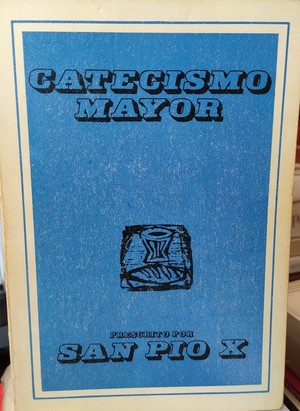 CATECISMO
MAYOR
PRESCRITO POR
SAN PIO X